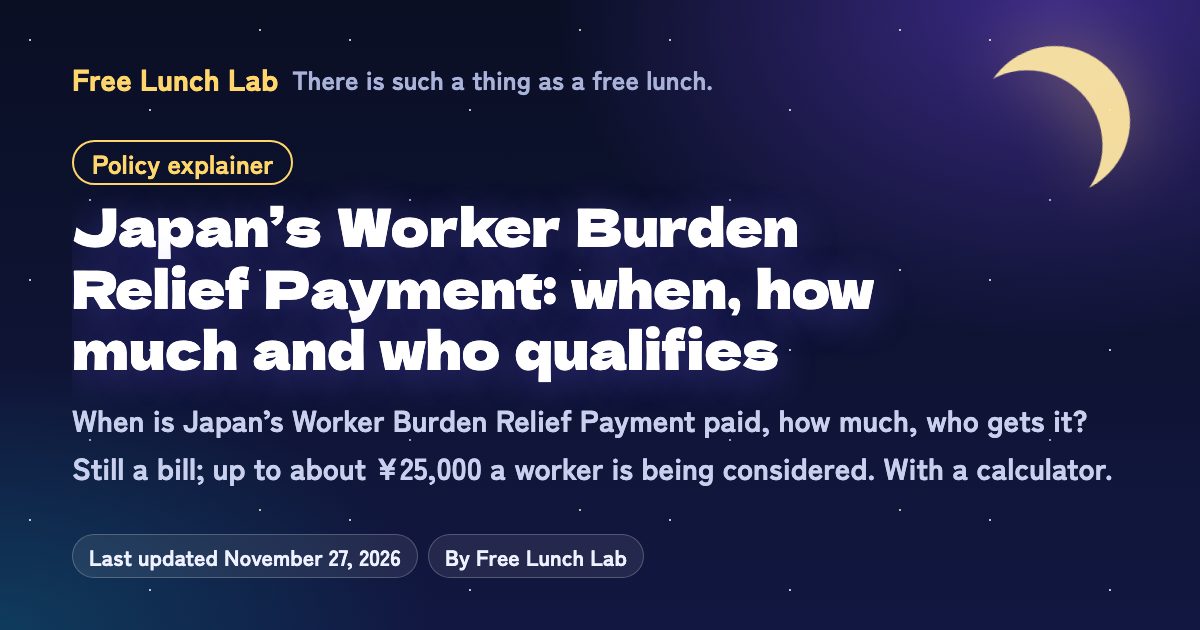 Free Lunch Lab There is such a thing as a free lunch.
Policy explainer
Japan’s Worker Burden
Relief Payment: when, how
much and who qualifies
When is Japan’s Worker Burden Relief Payment paid, how much, who gets it?
Still a bill; up to about ¥25,000 a worker is being considered. With a calculator.
Last updated November 27, 2026 By Free Lunch Lab